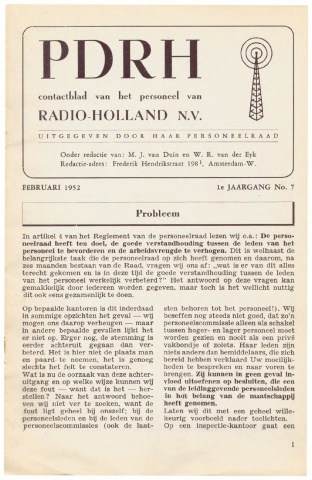 PDRH
contactblad van het personeel van
RADIO-HOLLAND N.V.
UITGEGEVEN DOOR HAAR PERSONEELRAAD
Onder redactie van: M. J. van Duin en W. R. van der Eyk
Redactie-adres: Frederik Hendrikstraat 198¹, Amsterdam-W.
FEBRUARI 1952
1e JAARGANG No. 7
Probleem
In artikel 4 van het Reglement van de personeelraad lezen wij o.a.: De perso-
neelraad heeft ten doel, de goede verstandhouding tussen de leden van het
personeel te bevorderen en de arbeidsvreugde te verhogen. Dit is welhaast de
belangrijkste taak die de personeelraad op zich heeft genomen en daarom, na
zes maanden bestaan van de Raad, vragen wij ons af: „wat is er van dit alles
terecht gekomen en is in deze tijd de goede verstandhouding tussen de leden
van het personeel werkelijk verbeterd?" Het antwoord op deze vragen kan
gemakkelijk door iedereen worden gegeven, maar toch is het wellicht nuttig
dit ook eens gezamenlijk te doen.
Op bepaalde kantoren is dit inderdaad
in sommige opzichten het geval — wij
mogen ons daarop verheugen — maar
in andere bepaalde gevallen lijkt het
er niet op. Erger nog, de stemming is
eerder achteruit gegaan dan ver-
beterd. Het is hier niet de plaats man
en paard te noemen, het is genoeg
slechts het feit te constateren.
Wat is nu de oorzaak van deze achter-
uitgang en op welke wijze kunnen wij
deze fout — want dat is het — her-
stellen? Naar het antwoord behoe-
ven wij niet ver te zoeken, want de
fout ligt geheel bij onszelf; bij de
personeelsleden en bij de leden van de
personeelscommissies (ook de laat-
sten behoren tot het personeel!). Wij
beseffen nog steeds niet goed, dat zo'n
personeelscommissie alleen als schakel
tussen hoger- en lager personeel moet
worden gezien en nooit als een privé
vakbondje of zoiets. Haar leden zijn
niets anders dan bemiddelaars, die zich
bereid hebben verklaard Uw moeilijk-
heden te bespreken en naar voren te
brengen. Zij kunnen in geen geval in-
vloed uitoefenen op besluiten, die een
van de leidinggevende personeelsleden
in het belang van de maatschappij
heeft genomen.
Laten wij dit met een geheel wille-
keurig voorbeeld nader toelichten.
Op een inspectie-kantoor gaat een
1